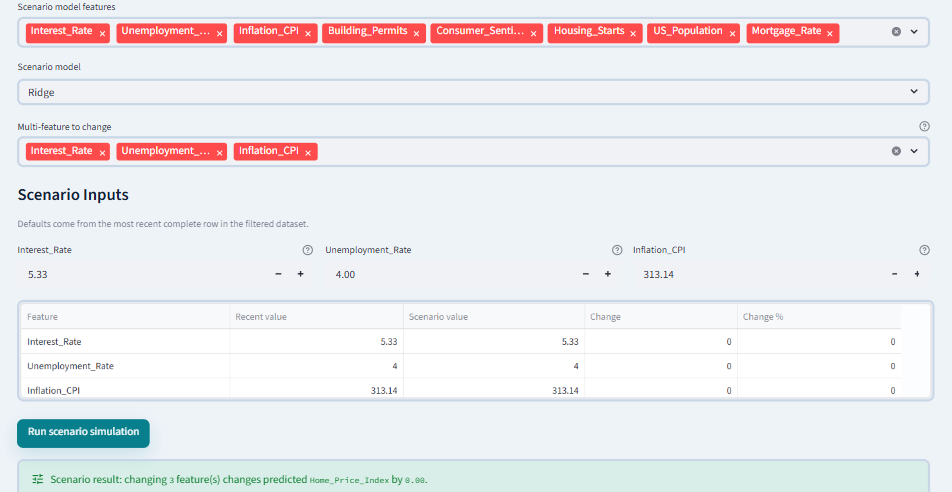 Scenario model features
Interest_Rate × Unemployment_... × Inflation_CPI × Building_Permits × Consumer_Senti... × Housing_Starts × US_Population × Mortgage_Rate ×
Scenario model
Ridge
Multi-feature to change
Interest_Rate × Unemployment_... × Inflation_CPI ×
Scenario Inputs
Defaults come from the most recent complete row in the filtered dataset.
Interest_Rate Unemployment_Rate Inflation_CPI
5.33 − + 4.00 − + 313.14 − +
Feature Recent value Scenario value Change Change %
Interest_Rate 5.33 5.33 0 0
Unemployment_Rate 4 4 0 0
Inflation_CPI 313.14 313.14 0 0
Run scenario simulation
Scenario result: changing 3 feature(s) changes predicted Home_Price_Index by 0.00.